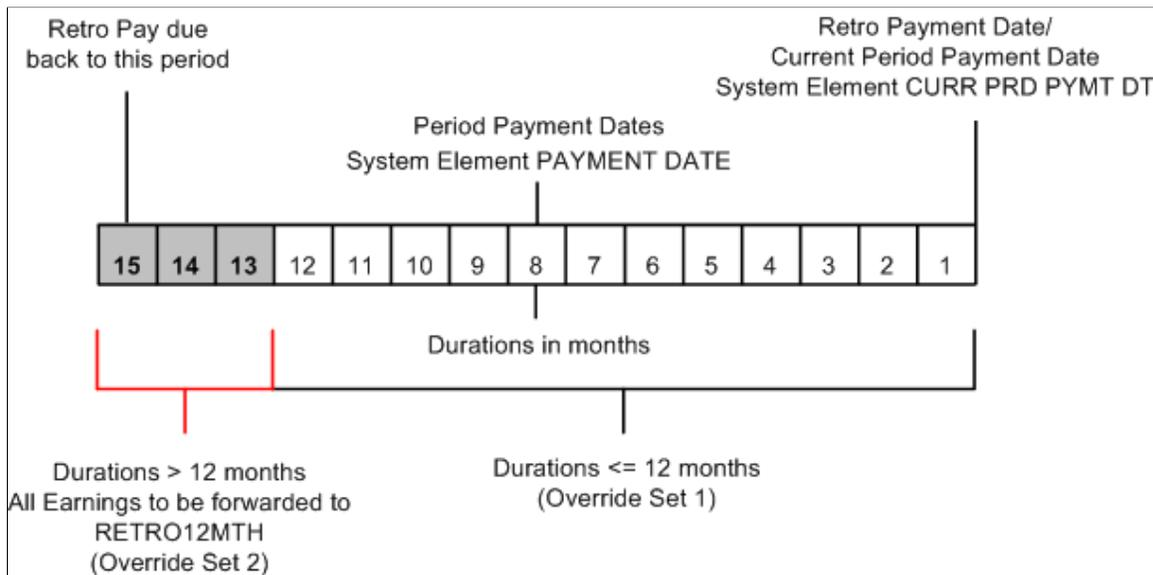 Retro Pay due
back to this period
Retro Payment Date/
Current Period Payment Date
System Element CURR PRD PYMT DT
Period Payment Dates
System Element PAYMENT DATE
15 14 13 12 11 10 9 8 7 6 5 4 3 2 1
Durations in months
Durations > 12 months
All Earnings to be forwarded to
RETRO12MTH
(Override Set 2)
Durations <= 12 months
(Override Set 1)